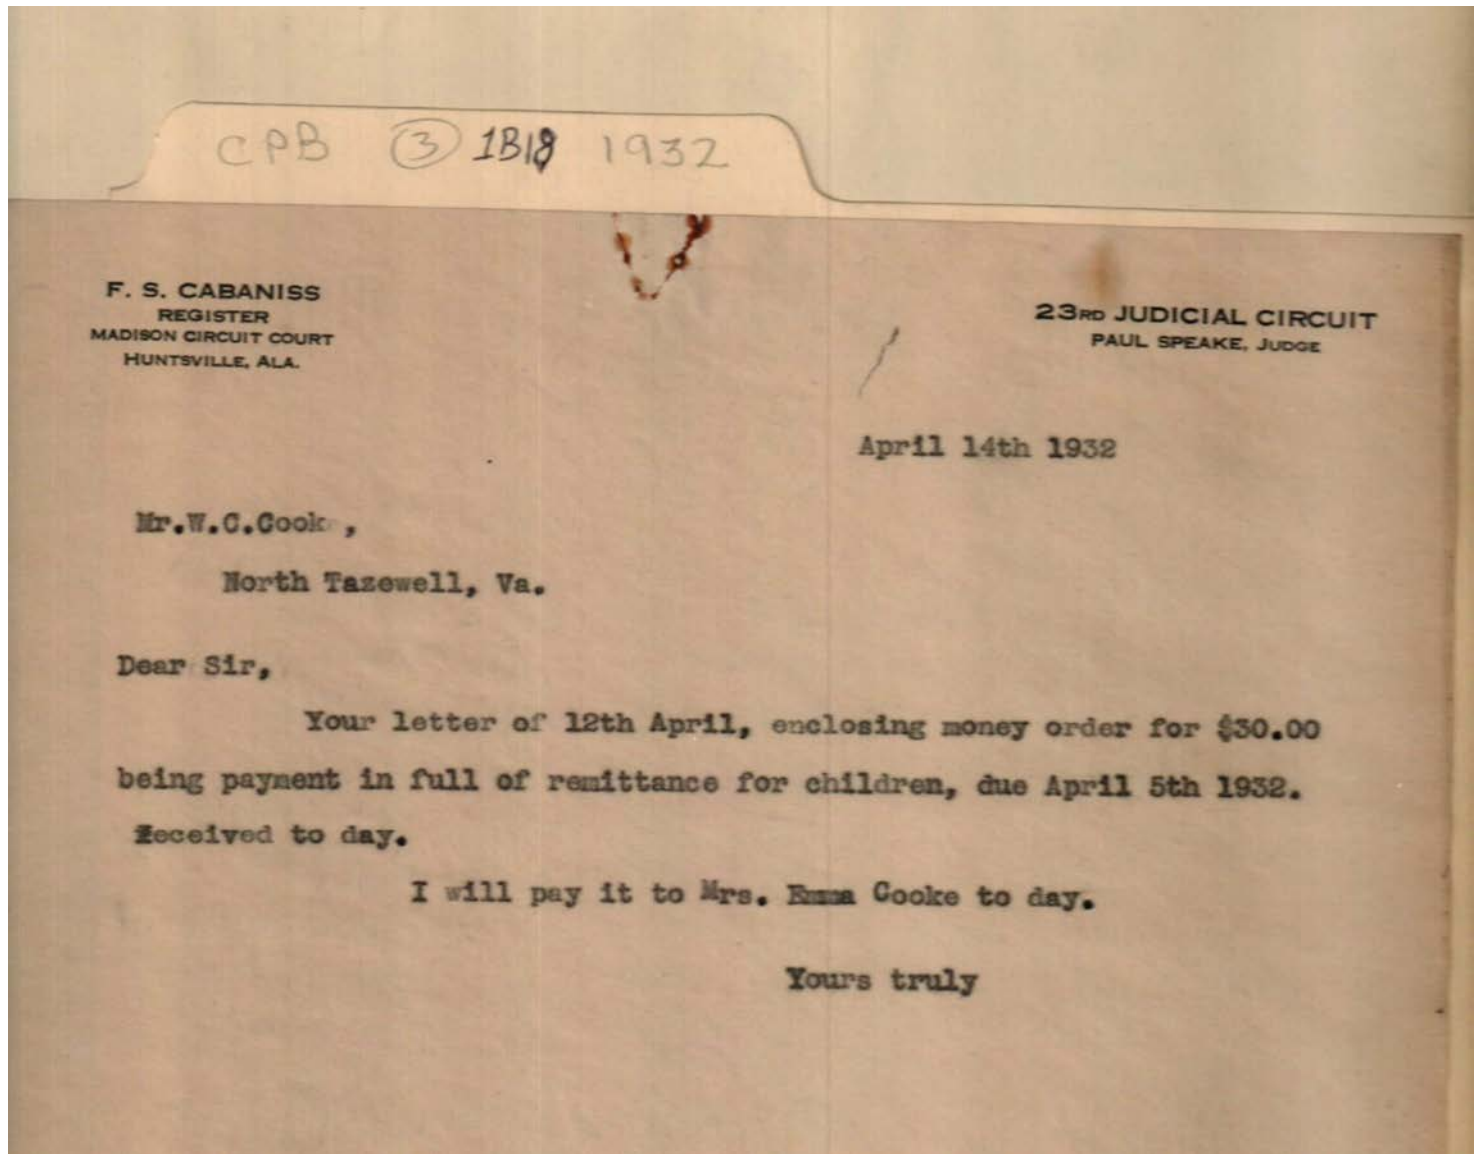 CPB ③ 1B18 1932
F. S. CABANISS
REGISTER
MADISON CIRCUIT COURT
HUNTSVILLE, ALA.
23RD JUDICIAL CIRCUIT
PAUL SPEAKE, JUDGE
April 14th 1932
Mr.W.C.Cooke,
North Tazewell, Va.
Dear Sir,
Your letter of 12th April, enclosing money order for $30.00
being payment in full of remittance for children, due April 5th 1932.
Received to day.
I will pay it to Mrs. Emma Cooke to day.
Yours truly